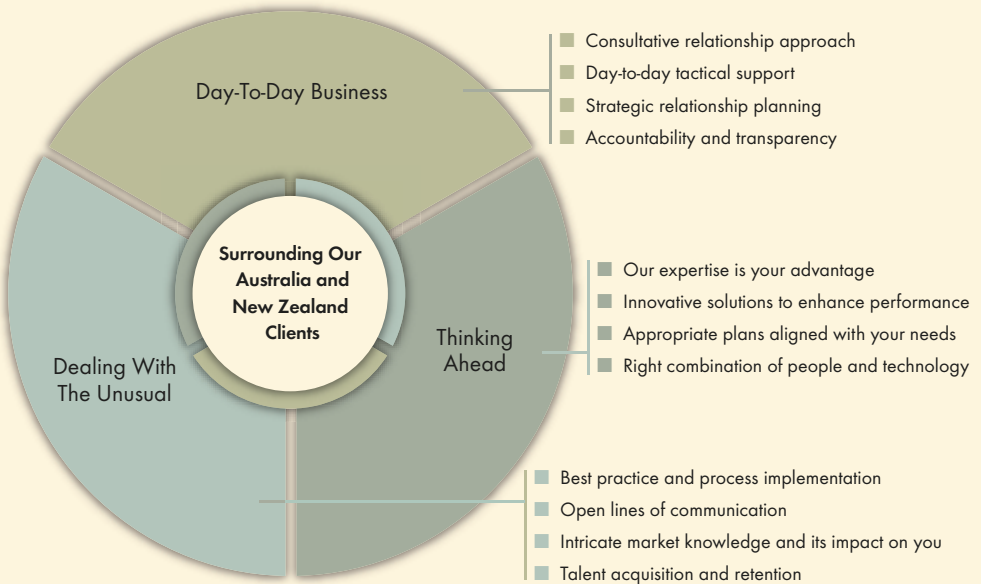 Day-To-Day Business
Consultative relationship approach
Day-to-day tactical support
Strategic relationship planning
Accountability and transparency
Surrounding Our
Australia and
New Zealand
Clients
Thinking
Ahead
Our expertise is your advantage
Innovative solutions to enhance performance
Appropriate plans aligned with your needs
Right combination of people and technology
Dealing With
The Unusual
Best practice and process implementation
Open lines of communication
Intricate market knowledge and its impact on you
Talent acquisition and retention